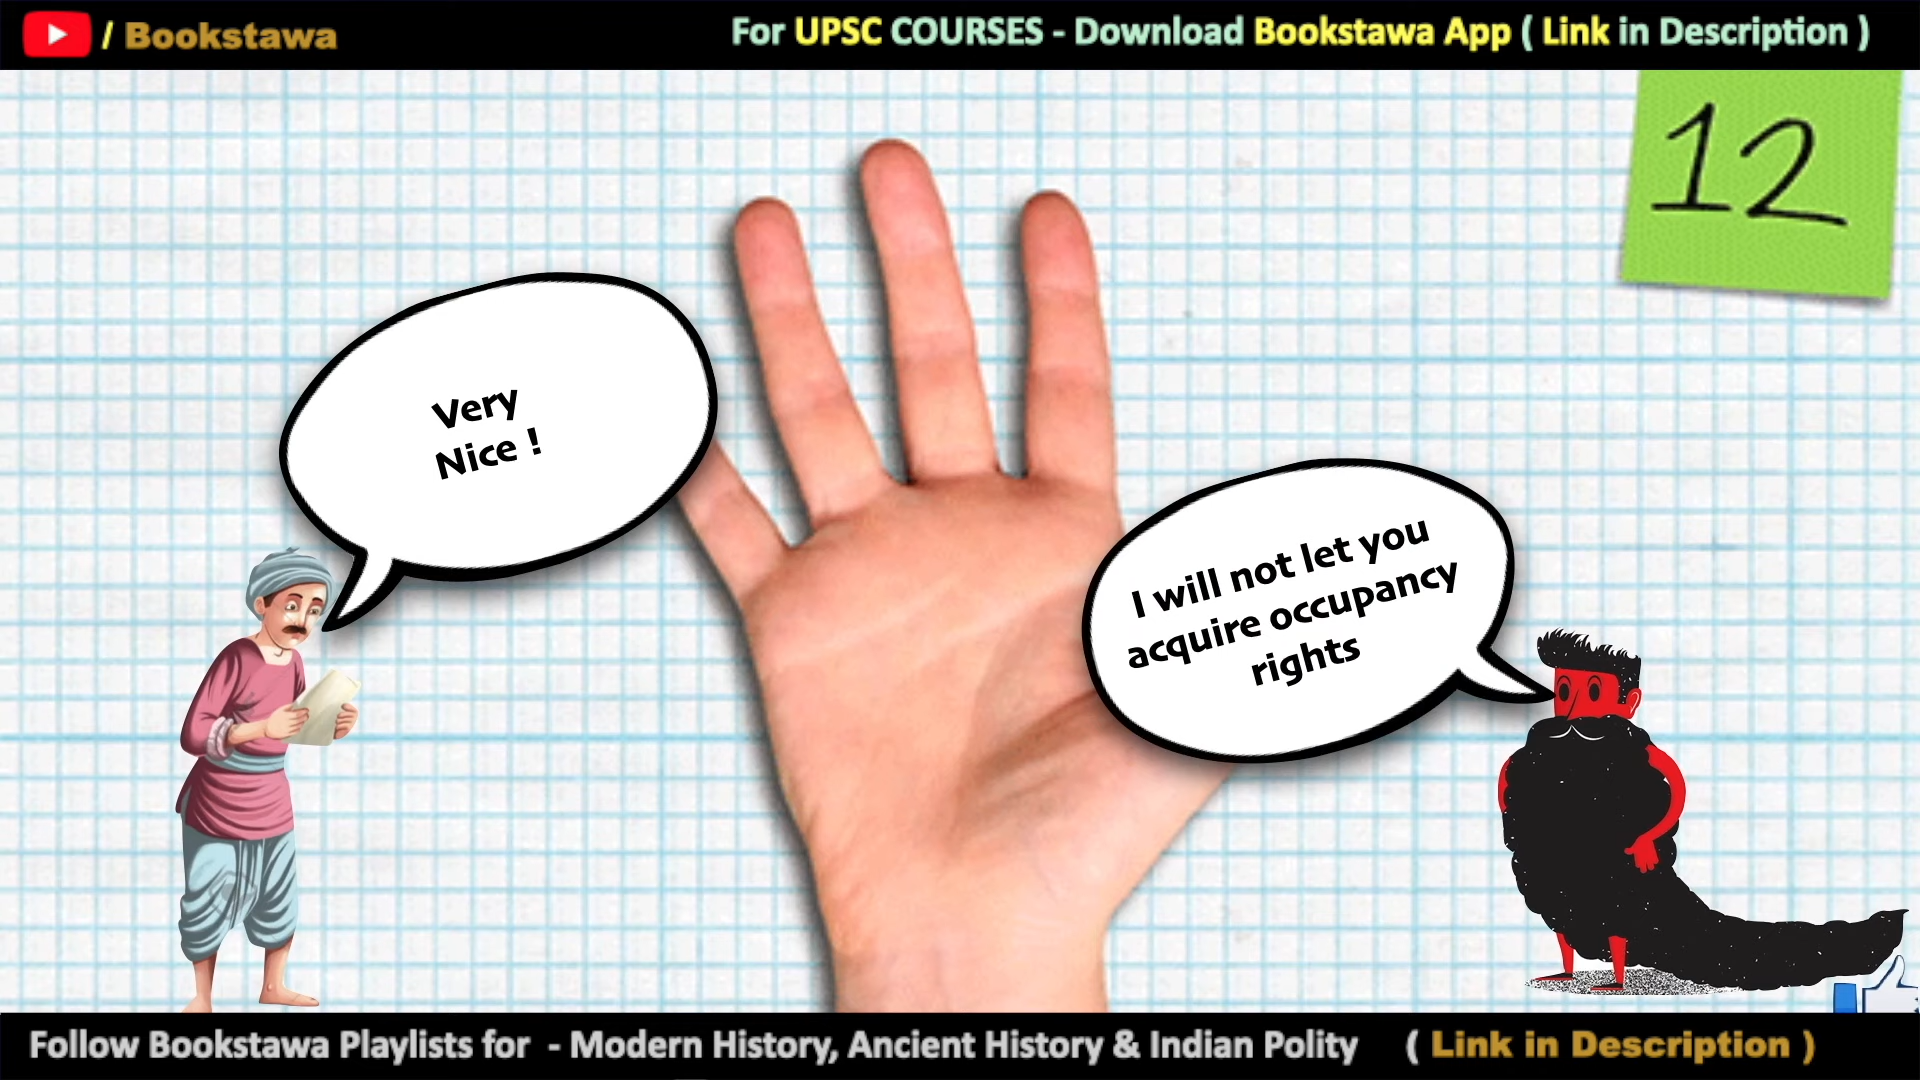 / Bookstawa
For UPSC COURSES - Download Bookstawa App ( Link in Description )
12
Very
Nice !
I will not let you
acquire occupancy
rights
Follow Bookstawa Playlists for - Modern History, Ancient History & Indian Polity ( Link in Description )